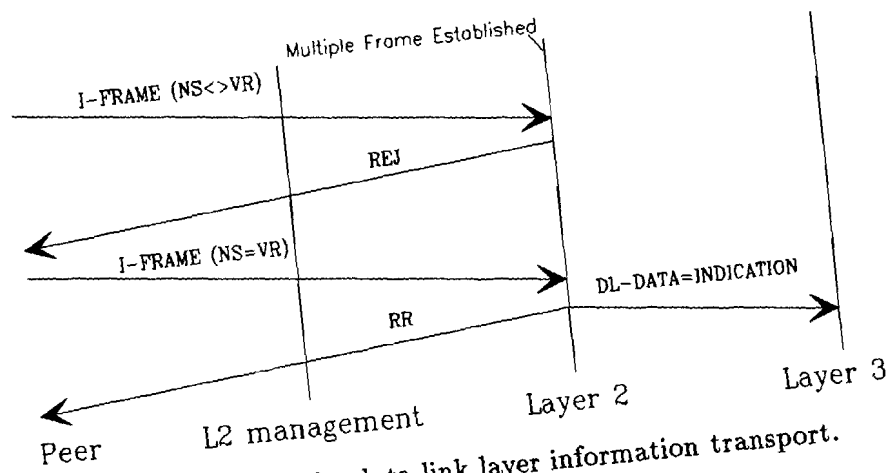 Multiple Frame Established
I-FRAME (NS<>VR)
REJ
I-FRAME (NS=VR)
DL-DATA=INDICATION
RR
Peer
L2 management
Layer 2
Layer 3
data link layer information transport.